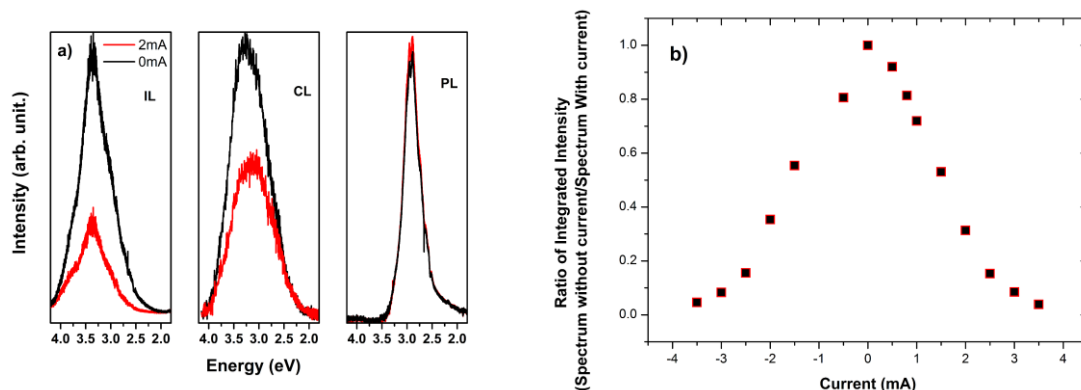 a)
2mA
0mA
IL
CL
PL
Intensity (arb. unit.)
4.0 3.5 3.0 2.5 2.0
4.0 3.5 3.0 2.5 2.0
4.0 3.5 3.0 2.5 2.0
Energy (eV)
b)
Ratio of Integrated Intensity
(Spectrum without current/Spectrum With current)
1.0
0.8
0.6
0.4
0.2
0.0
-4 -3 -2 -1 0 1 2 3 4
Current (mA)